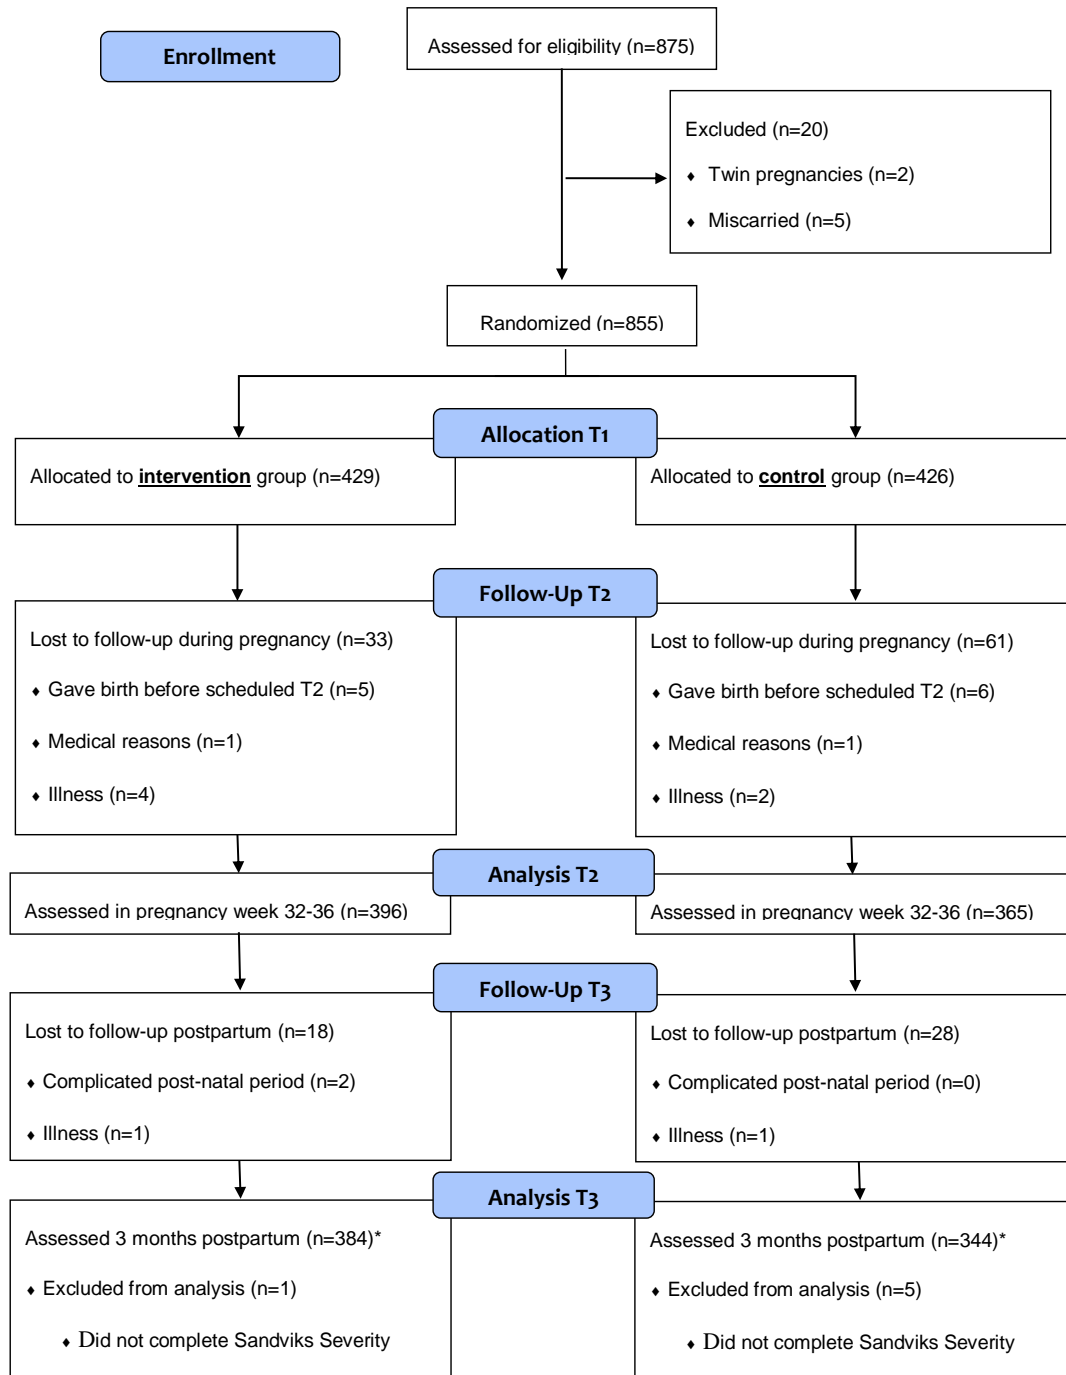 Enrollment
Assessed for eligibility (n=875)
Excluded (n=20)
♦ Twin pregnancies (n=2)
♦ Miscarried (n=5)
Randomized (n=855)
Allocation T1
Allocated to intervention group (n=429)
Allocated to control group (n=426)
Follow-Up T2
Lost to follow-up during pregnancy (n=33)
♦ Gave birth before scheduled T2 (n=5)
♦ Medical reasons (n=1)
♦ Illness (n=4)
Lost to follow-up during pregnancy (n=61)
♦ Gave birth before scheduled T2 (n=6)
♦ Medical reasons (n=1)
♦ Illness (n=2)
Analysis T2
Assessed in pregnancy week 32-36 (n=396)
Assessed in pregnancy week 32-36 (n=365)
Follow-Up T3
Lost to follow-up postpartum (n=18)
♦ Complicated post-natal period (n=2)
♦ Illness (n=1)
Lost to follow-up postpartum (n=28)
♦ Complicated post-natal period (n=0)
♦ Illness (n=1)
Analysis T3
Assessed 3 months postpartum (n=384)*
♦ Excluded from analysis (n=1)
♦ Did not complete Sandviks Severity
Assessed 3 months postpartum (n=344)*
♦ Excluded from analysis (n=5)
♦ Did not complete Sandviks Severity